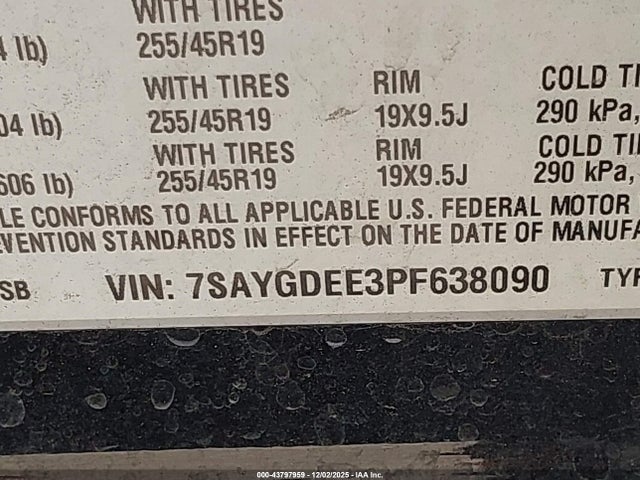 WITH TIRES
4 lb) 255/45R19
WITH TIRES RIM COLD TI
04 lb) 255/45R19 19X9.5J 290 kPa,
WITH TIRES RIM COLD TI
606 lb) 255/45R19 19X9.5J 290 kPa,
LE CONFORMS TO ALL APPLICABLE U.S. FEDERAL MOTOR
EVENTION STANDARDS IN EFFECT ON THE DATE OF MANUFA
SB VIN: 7SAYGDEE3PF638090 TYP
000-43797959 • 12/02/2025 • IAA Inc.